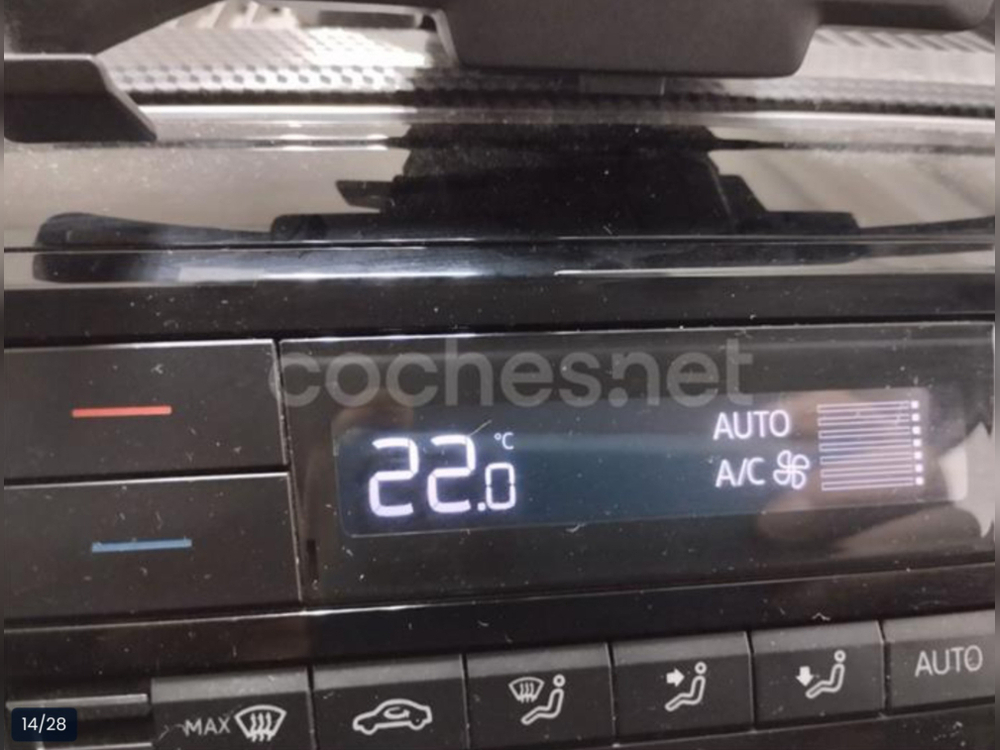 coches.net
22.0 °C
AUTO
A/C
MAX
AUTO
14/28